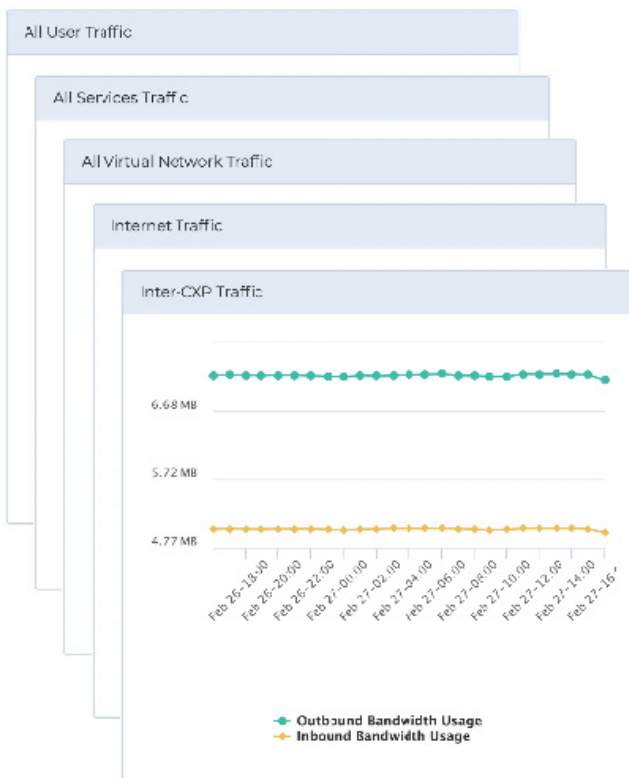 All User Traffic
All Services Traffic
All Virtual Network Traffic
Internet Traffic
Inter-CXP Traffic
6.68 MB
5.72 MB
4.77 MB
Feb 26-18:00
Feb 26-20:00
Feb 26-22:00
Feb 27-00:00
Feb 27-02:00
Feb 27-04:00
Feb 27-06:00
Feb 27-08:00
Feb 27-10:00
Feb 27-12:00
Feb 27-14:00
Feb 27-16:
Outbound Bandwidth Usage
Inbound Bandwidth Usage